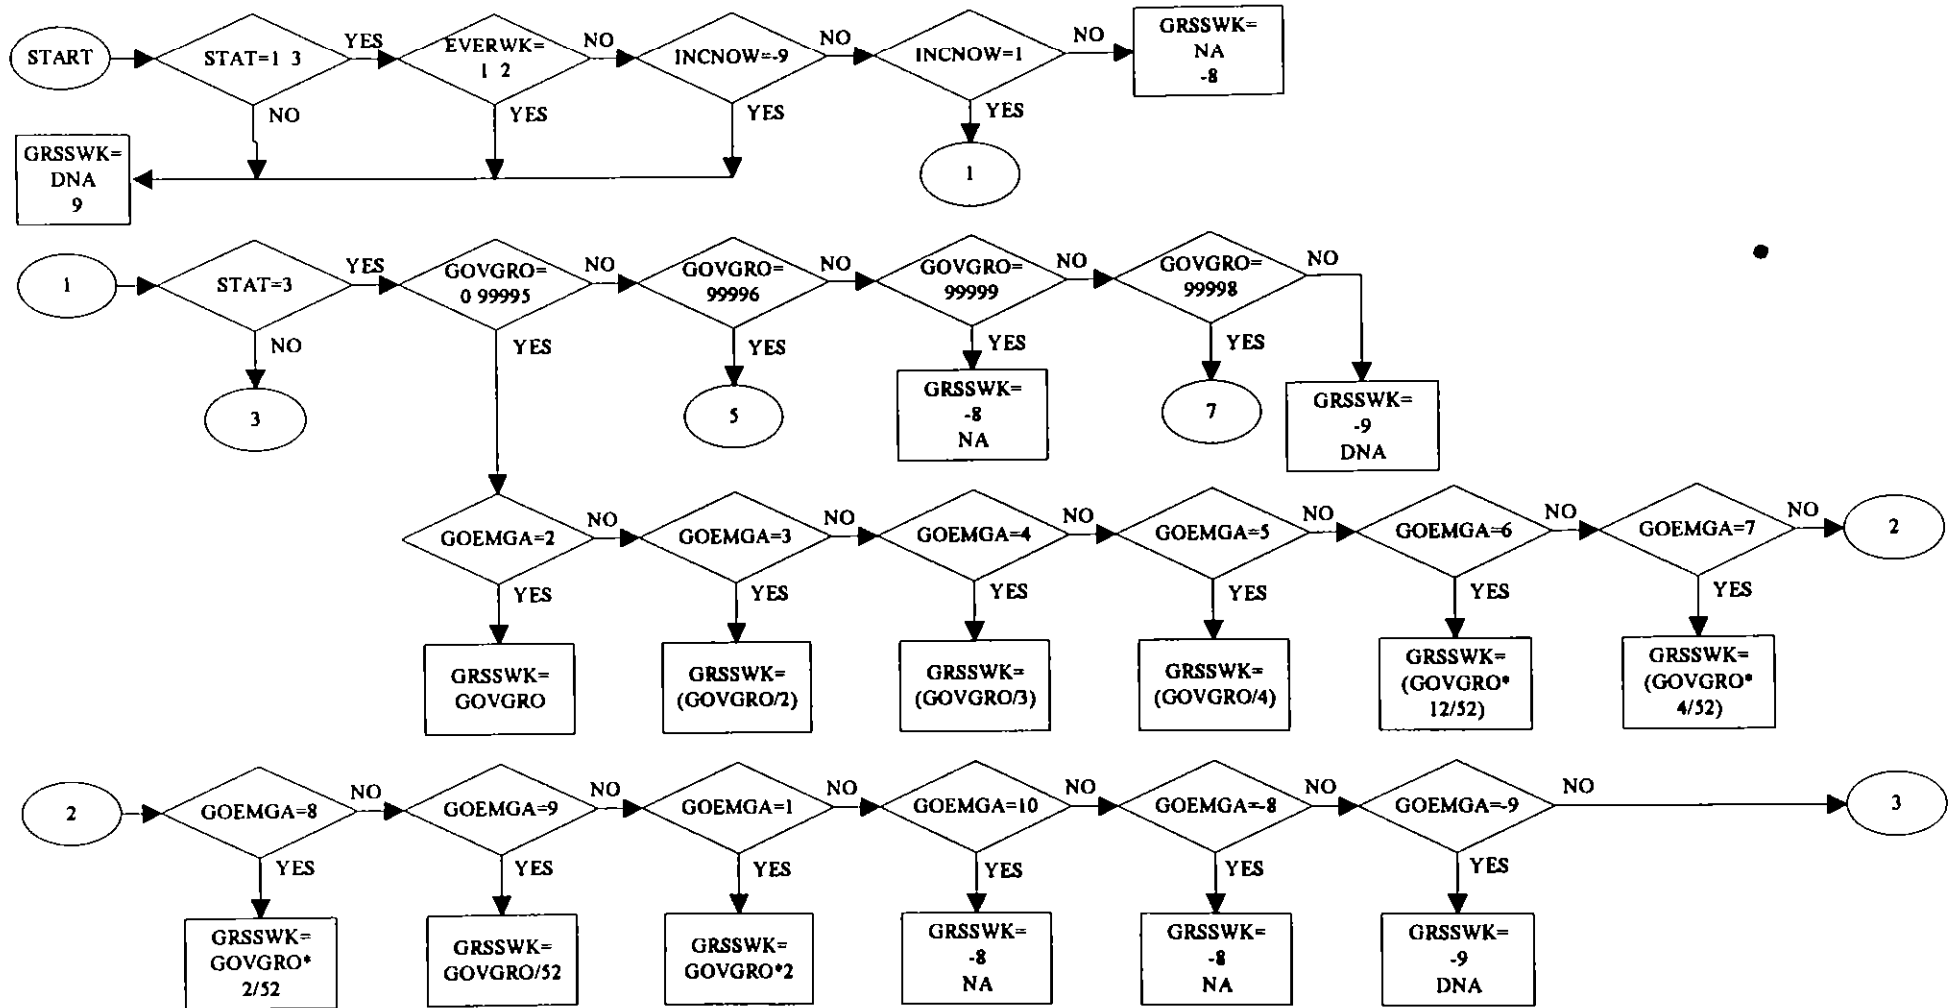 START
STAT=1 3
YES
NO
EVERWK=
1 2
NO
YES
INCNOW=-9
NO
YES
INCNOW=1
NO
YES
GRSSWK=
NA
-8
GRSSWK=
DNA
9
1
1
STAT=3
YES
NO
GOVGRO=
0 99995
NO
YES
GOVGRO=
99996
NO
YES
GOVGRO=
99999
NO
YES
GOVGRO=
99998
NO
YES
3
5
GRSSWK=
-8
NA
7
GRSSWK=
-9
DNA
GOEMGA=2
NO
YES
GOEMGA=3
NO
YES
GOEMGA=4
NO
YES
GOEMGA=5
NO
YES
GOEMGA=6
NO
YES
GOEMGA=7
NO
YES
2
GRSSWK=
GOVGRO
GRSSWK=
(GOVGRO/2)
GRSSWK=
(GOVGRO/3)
GRSSWK=
(GOVGRO/4)
GRSSWK=
(GOVGRO*
12/52)
GRSSWK=
(GOVGRO*
4/52)
2
GOEMGA=8
NO
YES
GOEMGA=9
NO
YES
GOEMGA=1
NO
YES
GOEMGA=10
NO
YES
GOEMGA=-8
NO
YES
GOEMGA=-9
NO
YES
3
GRSSWK=
GOVGRO*
2/52
GRSSWK=
GOVGRO/52
GRSSWK=
GOVGRO*2
GRSSWK=
-8
NA
GRSSWK=
-8
NA
GRSSWK=
-9
DNA